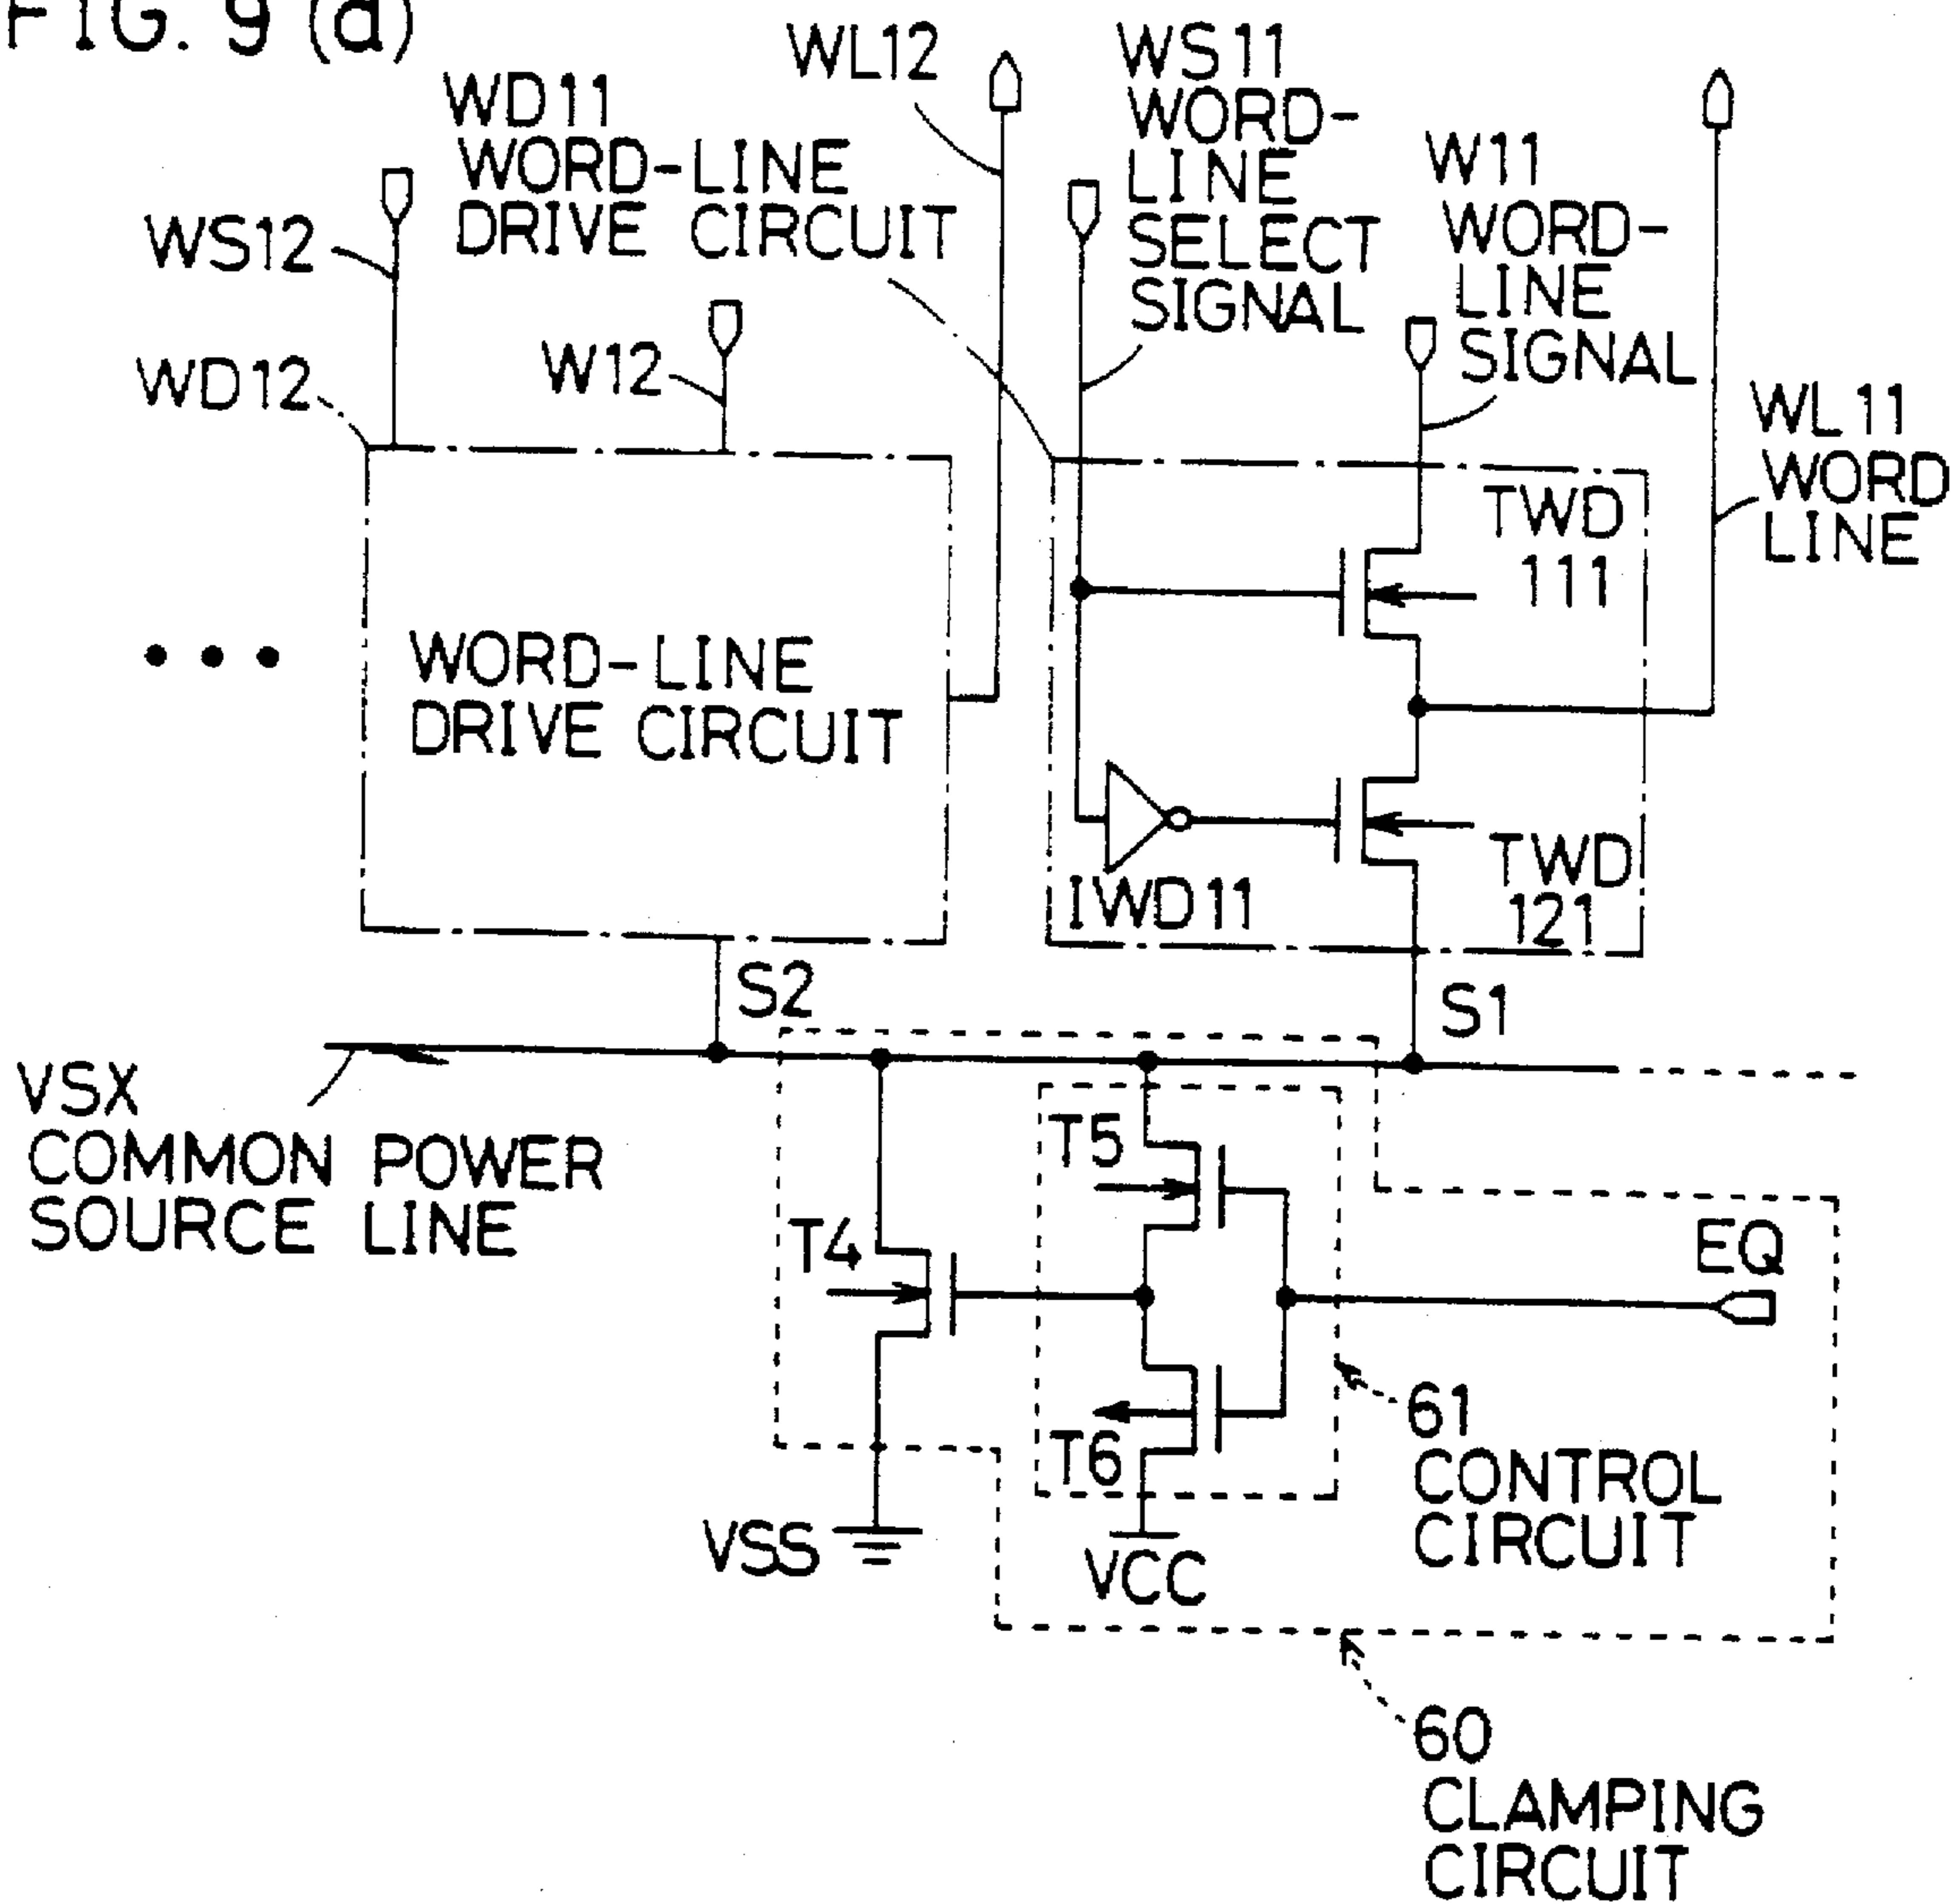 FIG. 9 (a)
WL12
WS11
WORD-
LINE
SELECT
SIGNAL
WD11
WORD-LINE
DRIVE CIRCUIT
W11
WORD-
LINE
SIGNAL
WS12
W12
WD12
WL11
WORD
LINE
TWD
111
WORD-LINE
DRIVE CIRCUIT
TWD
121
IWD11
S2
S1
VSX
COMMON POWER
SOURCE LINE
T5
T4
EQ
T6
61
CONTROL
CIRCUIT
VSS
VCC
60
CLAMPING
CIRCUIT